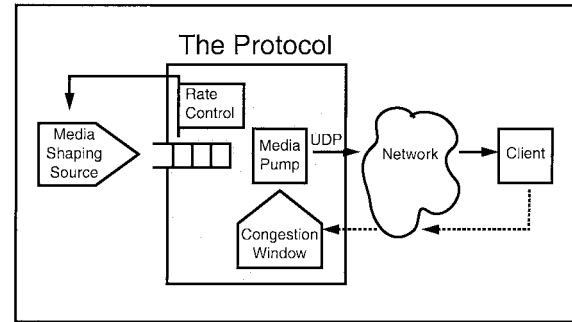 The Protocol
Rate
Control
Media
Shaping
Source
Media
Pump
UDP
Network
Client
Congestion
Window